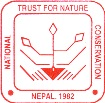 TRUST FOR NATURE
CONSERVATION
NATIONAL
NEPAL, 1982